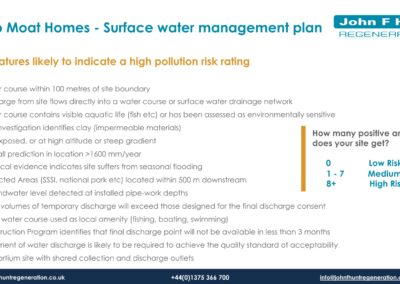 o Moat Homes - Surface water management plan
John F H
REGENERAT
atures likely to indicate a high pollution risk rating
r course within 100 metres of site boundary
arge from site flows directly into a water course or surface water drainage network
r course contains visible aquatic life (fish etc) or has been assessed as environmentally sensitive
nvestigation identifies clay (impermeable materials)
xposed, or at high altitude or steep gradient
all prediction in location >1600 mm/year
ical evidence indicates site suffers from seasonal flooding
cted Areas (SSSI, national park etc) located within 500 m downstream
ndwater level detected at installed pipe-work depths
volumes of temporary discharge will exceed those designed for the final discharge consent
water course used as local amenity (fishing, boating, swimming)
ruction Program identifies that final discharge point will not be available in less than 3 months
ment of water discharge is likely to be required to achieve the quality standard of acceptability
ortium site with shared collection and discharge outlets
How many positive an
does your site get?
0 Low Risk
1 - 7 Medium
8+ High Ris
fhuntregeneration.co.uk
+44(0)1375 366 700
info@johnfhuntregeneration.co